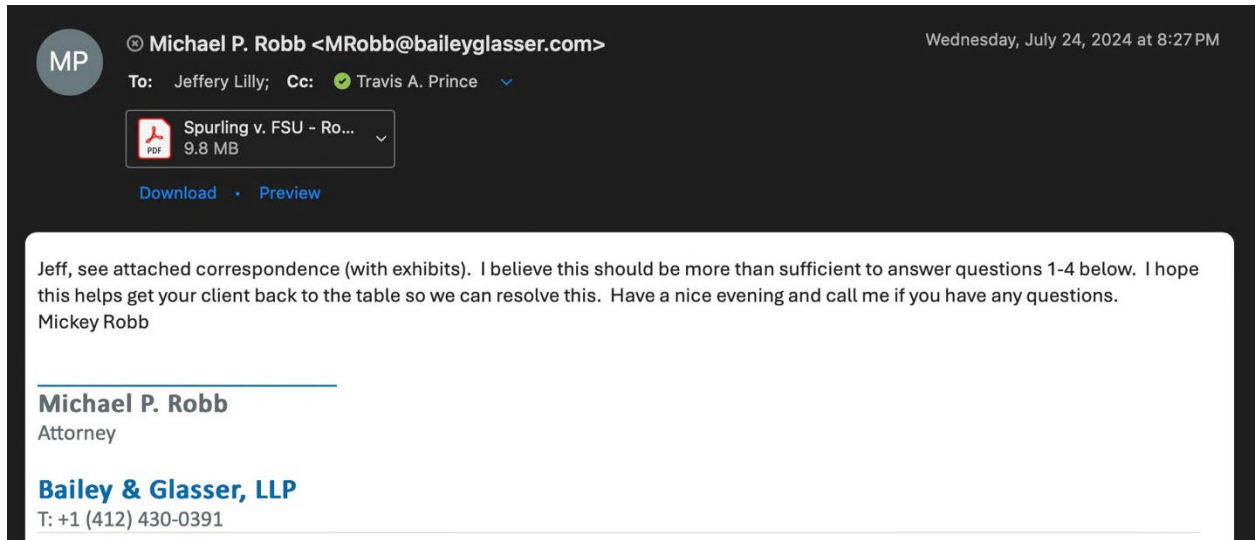 MP
Michael P. Robb <MRobb@baileyglasser.com>
Wednesday, July 24, 2024 at 8:27 PM
To: Jeffery Lilly; Cc: Travis A. Prince
PDF
Spurling v. FSU - Ro...
9.8 MB
Download • Preview
Jeff, see attached correspondence (with exhibits). I believe this should be more than sufficient to answer questions 1-4 below. I hope
this helps get your client back to the table so we can resolve this. Have a nice evening and call me if you have any questions.
Mickey Robb
Michael P. Robb
Attorney
Bailey & Glasser, LLP
T: +1 (412) 430-0391